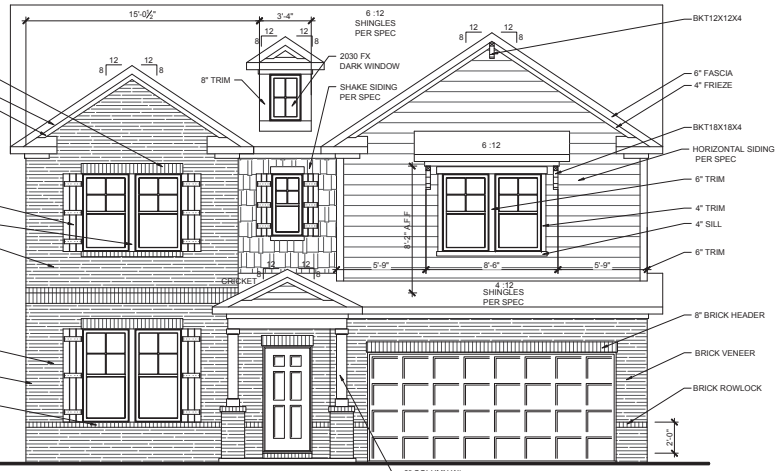 15'-0½"
3'-4"
6 :12
SHINGLES
PER SPEC
12
12
8
8
BKT12X12X4
12
12
8
8
12
12
8
8
2030 FX
DARK WINDOW
8" TRIM
SHAKE SIDING
PER SPEC
6" FASCIA
4" FRIEZE
BKT18X18X4
6 :12
HORIZONTAL SIDING
PER SPEC
6" TRIM
4" TRIM
4" SILL
8'-2" A.F.F.
6" TRIM
5'-9"
8'-6"
5'-9"
12
12
8
8
CRICKET
4 :12
SHINGLES
PER SPEC
8" BRICK HEADER
BRICK VENEER
BRICK ROWLOCK
2'-0"